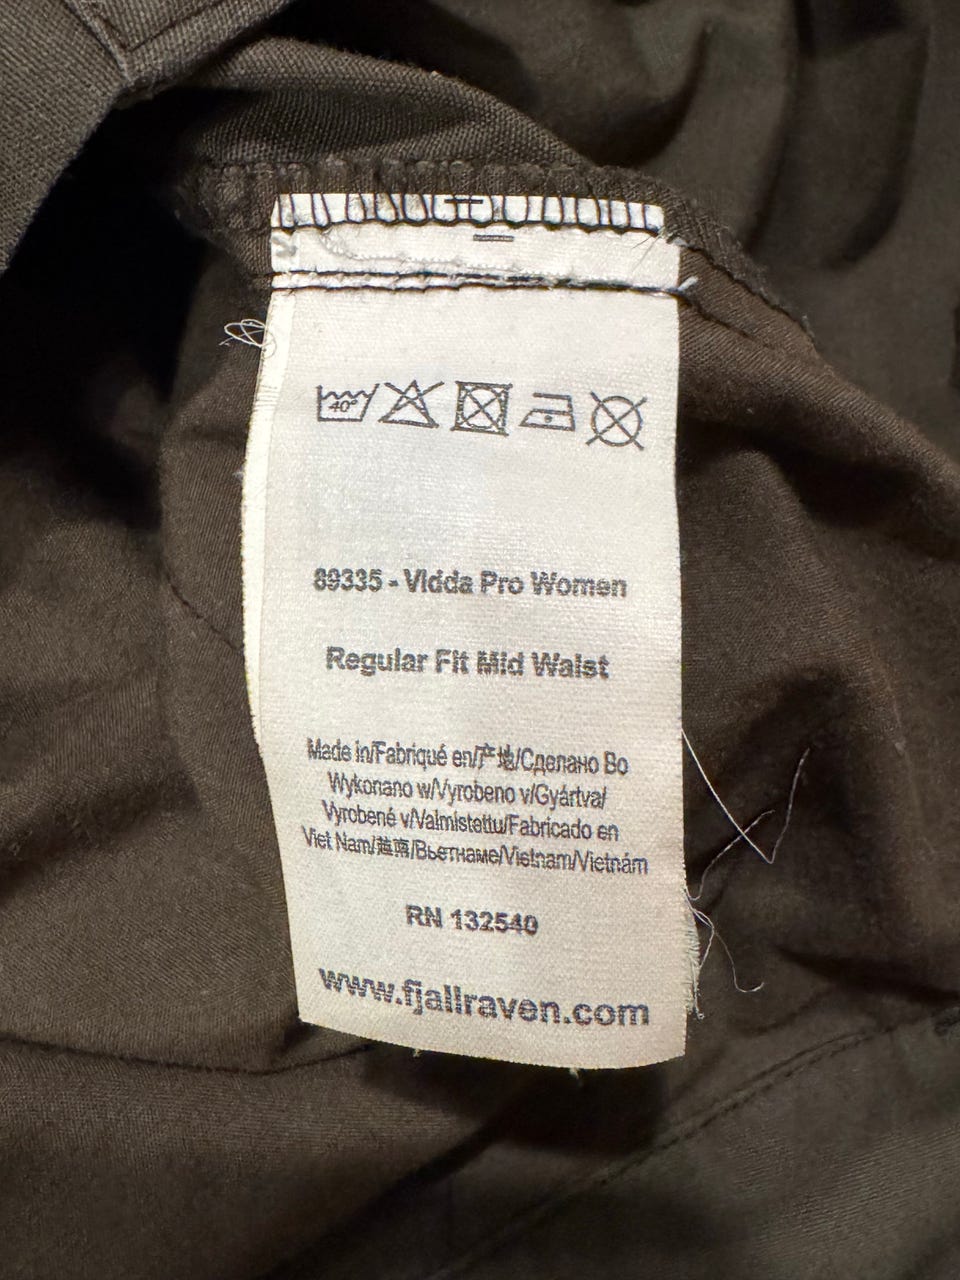 40°
89335 - Vidda Pro Women
Regular Fit Mid Waist
Made in/Fabriqué en/产地/Сделано Во
Wykonano w/Vyrobeno v/Gyártva/
Vyrobené v/Valmistettu/Fabricado en
Viet Nam/越南/Вьетнаме/Vietnam/Vietnám
RN 132540
www.fjallraven.com